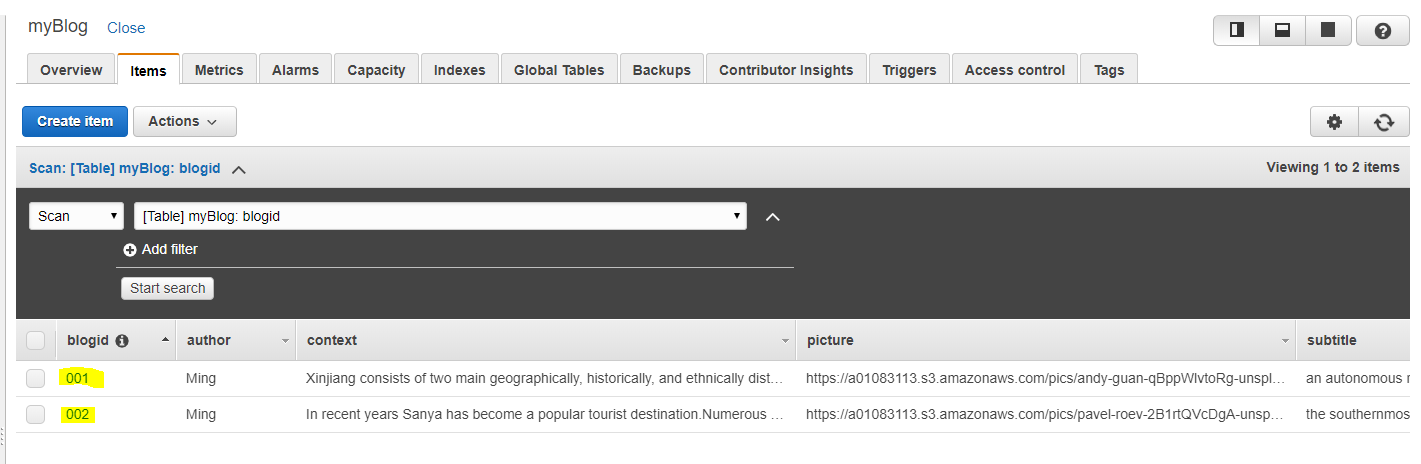 myBlog Close
Overview Items Metrics Alarms Capacity Indexes Global Tables Backups Contributor Insights Triggers Access control Tags
Create item Actions
Scan: [Table] myBlog: blogid Viewing 1 to 2 items
Scan [Table] myBlog: blogid
Add filter
Start search
blogid author context picture subtitle
001 Ming Xinjiang consists of two main geographically, historically, and ethnically dist... https://a01083113.s3.amazonaws.com/pics/andy-guan-qBppWlvtoRg-unspl... an autonomous
002 Ming In recent years Sanya has become a popular tourist destination.Numerous ... https://a01083113.s3.amazonaws.com/pics/pavel-roev-2B1rtQVcDgA-unsp... the southernmos